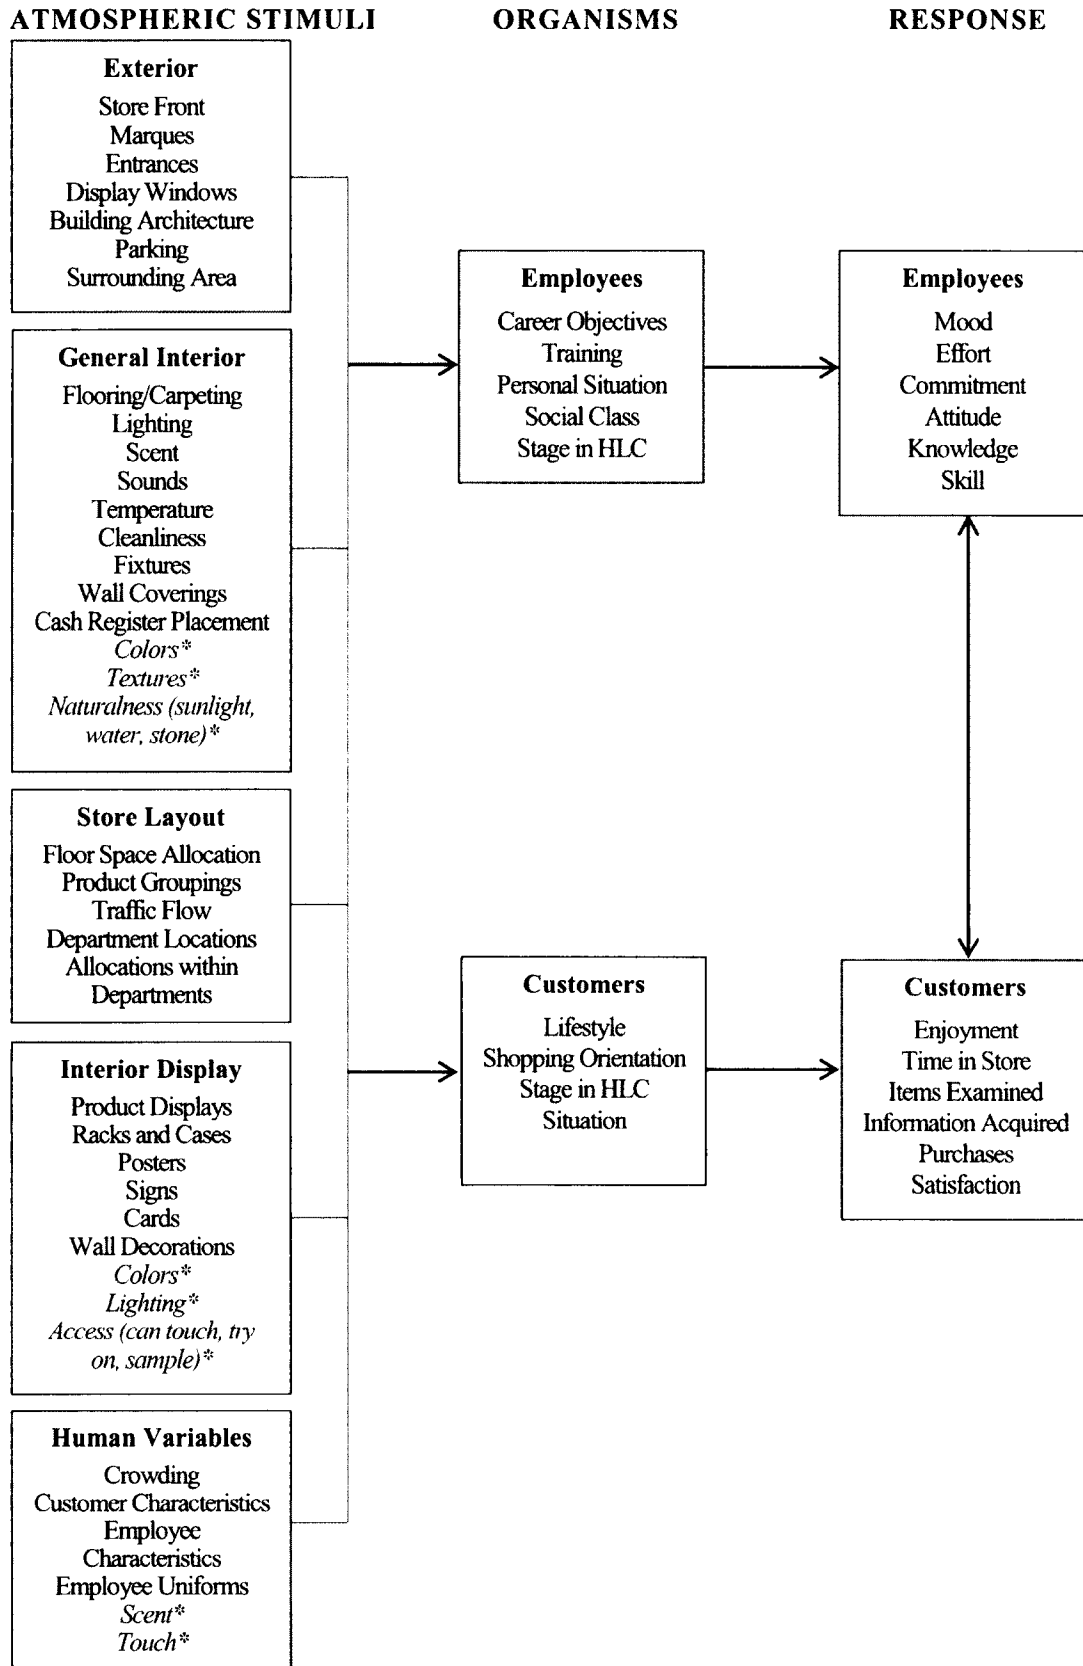 ATMOSPHERIC STIMULI
ORGANISMS
RESPONSE
Exterior
Store Front
Marques
Entrances
Display Windows
Building Architecture
Parking
Surrounding Area
General Interior
Flooring/Carpeting
Lighting
Scent
Sounds
Temperature
Cleanliness
Fixtures
Wall Coverings
Cash Register Placement
Colors*
Textures*
Naturalness (sunlight,
water, stone)*
Store Layout
Floor Space Allocation
Product Groupings
Traffic Flow
Department Locations
Allocations within
Departments
Interior Display
Product Displays
Racks and Cases
Posters
Signs
Cards
Wall Decorations
Colors*
Lighting*
Access (can touch, try
on, sample)*
Human Variables
Crowding
Customer Characteristics
Employee
Characteristics
Employee Uniforms
Scent*
Touch*
Employees
Career Objectives
Training
Personal Situation
Social Class
Stage in HLC
Customers
Lifestyle
Shopping Orientation
Stage in HLC
Situation
Employees
Mood
Effort
Commitment
Attitude
Knowledge
Skill
Customers
Enjoyment
Time in Store
Items Examined
Information Acquired
Purchases
Satisfaction